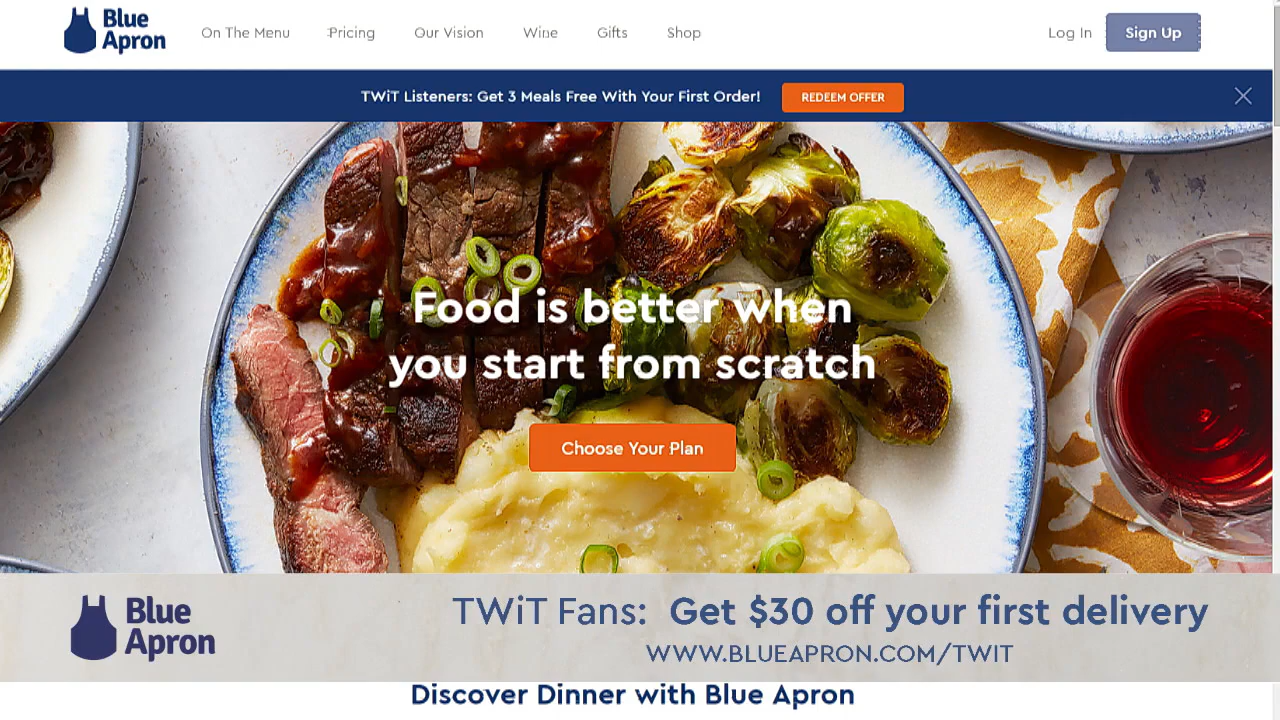 Blue Apron
On The Menu
Pricing
Our Vision
Wine
Gifts
Shop
Log In
Sign Up
TWiT Listeners: Get 3 Meals Free With Your First Order!
REDEEM OFFER
Food is better when
you start from scratch
Choose Your Plan
Blue Apron
TWiT Fans: Get $30 off your first delivery
WWW.BLUEAPRON.COM/TWIT
Discover Dinner with Blue Apron